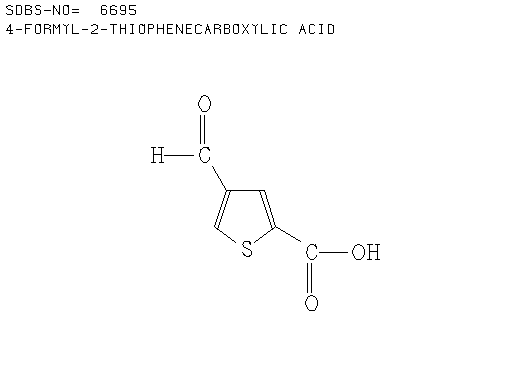 SDBS-NO= 6695
4-FORMYL-2-THIOPHENECARBOXYLIC ACID
O
H C
S
C OH
O